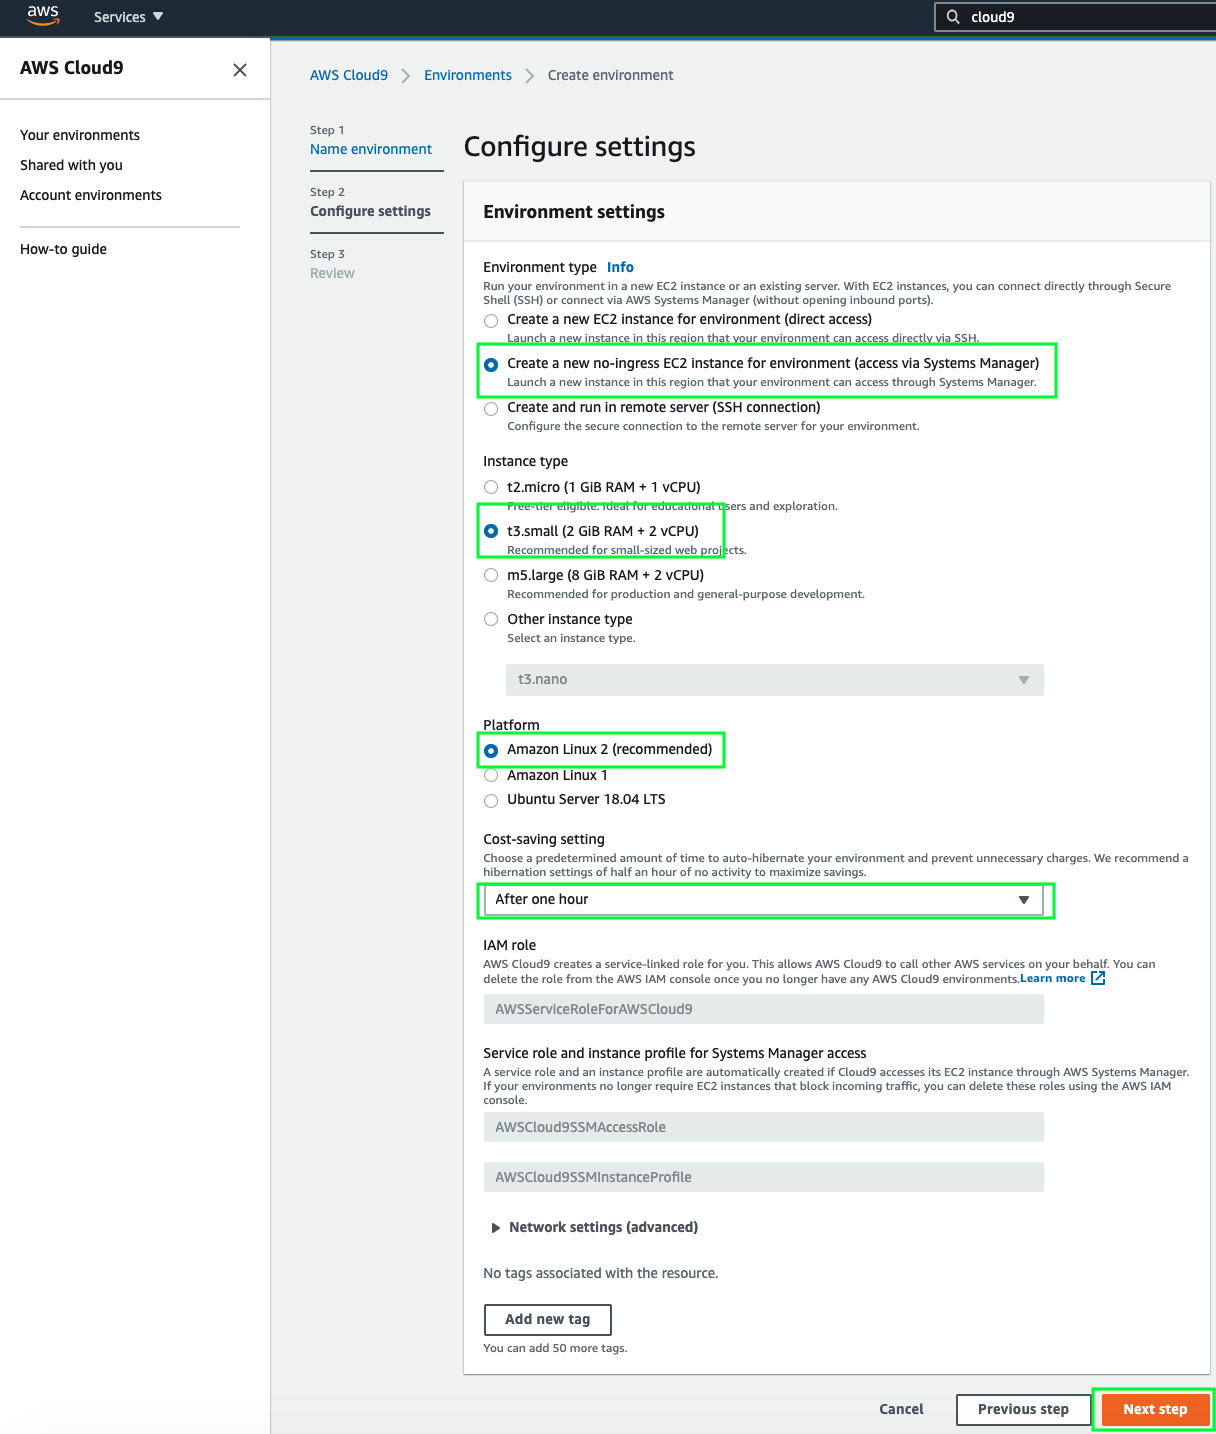 aws
Services
cloud9
AWS Cloud9
AWS Cloud9
Environments
Create environment
Your environments
Shared with you
Account environments
How-to guide
Step 1
Name environment
Step 2
Configure settings
Step 3
Review
Configure settings
Environment settings
Environment type Info
Run your environment in a new EC2 instance or an existing server. With EC2 instances, you can connect directly through Secure
Shell (SSH) or connect via AWS Systems Manager (without opening inbound ports).
Create a new EC2 instance for environment (direct access)
Launch a new instance in this region that your environment can access directly via SSH.
Create a new no-ingress EC2 instance for environment (access via Systems Manager)
Launch a new instance in this region that your environment can access through Systems Manager.
Create and run in remote server (SSH connection)
Configure the secure connection to the remote server for your environment.
Instance type
t2.micro (1 GiB RAM + 1 vCPU)
Free-tier eligible. Ideal for educational users and exploration.
t3.small (2 GiB RAM + 2 vCPU)
Recommended for small-sized web projects.
m5.large (8 GiB RAM + 2 vCPU)
Recommended for production and general-purpose development.
Other instance type
Select an instance type.
t3.nano
Platform
Amazon Linux 2 (recommended)
Amazon Linux 1
Ubuntu Server 18.04 LTS
Cost-saving setting
Choose a predetermined amount of time to auto-hibernate your environment and prevent unnecessary charges. We recommend a
hibernation settings of half an hour of no activity to maximize savings.
After one hour
IAM role
AWS Cloud9 creates a service-linked role for you. This allows AWS Cloud9 to call other AWS services on your behalf. You can
delete the role from the AWS IAM console once you no longer have any AWS Cloud9 environments.Learn more
AWSServiceRoleForAWSCloud9
Service role and instance profile for Systems Manager access
A service role and an instance profile are automatically created if Cloud9 accesses its EC2 instance through AWS Systems Manager.
If your environments no longer require EC2 instances that block incoming traffic, you can delete these roles using the AWS IAM
console.
AWSCloud9SSMAccessRole
AWSCloud9SSMInstanceProfile
Network settings (advanced)
No tags associated with the resource.
Add new tag
You can add 50 more tags.
Cancel
Previous step
Next step